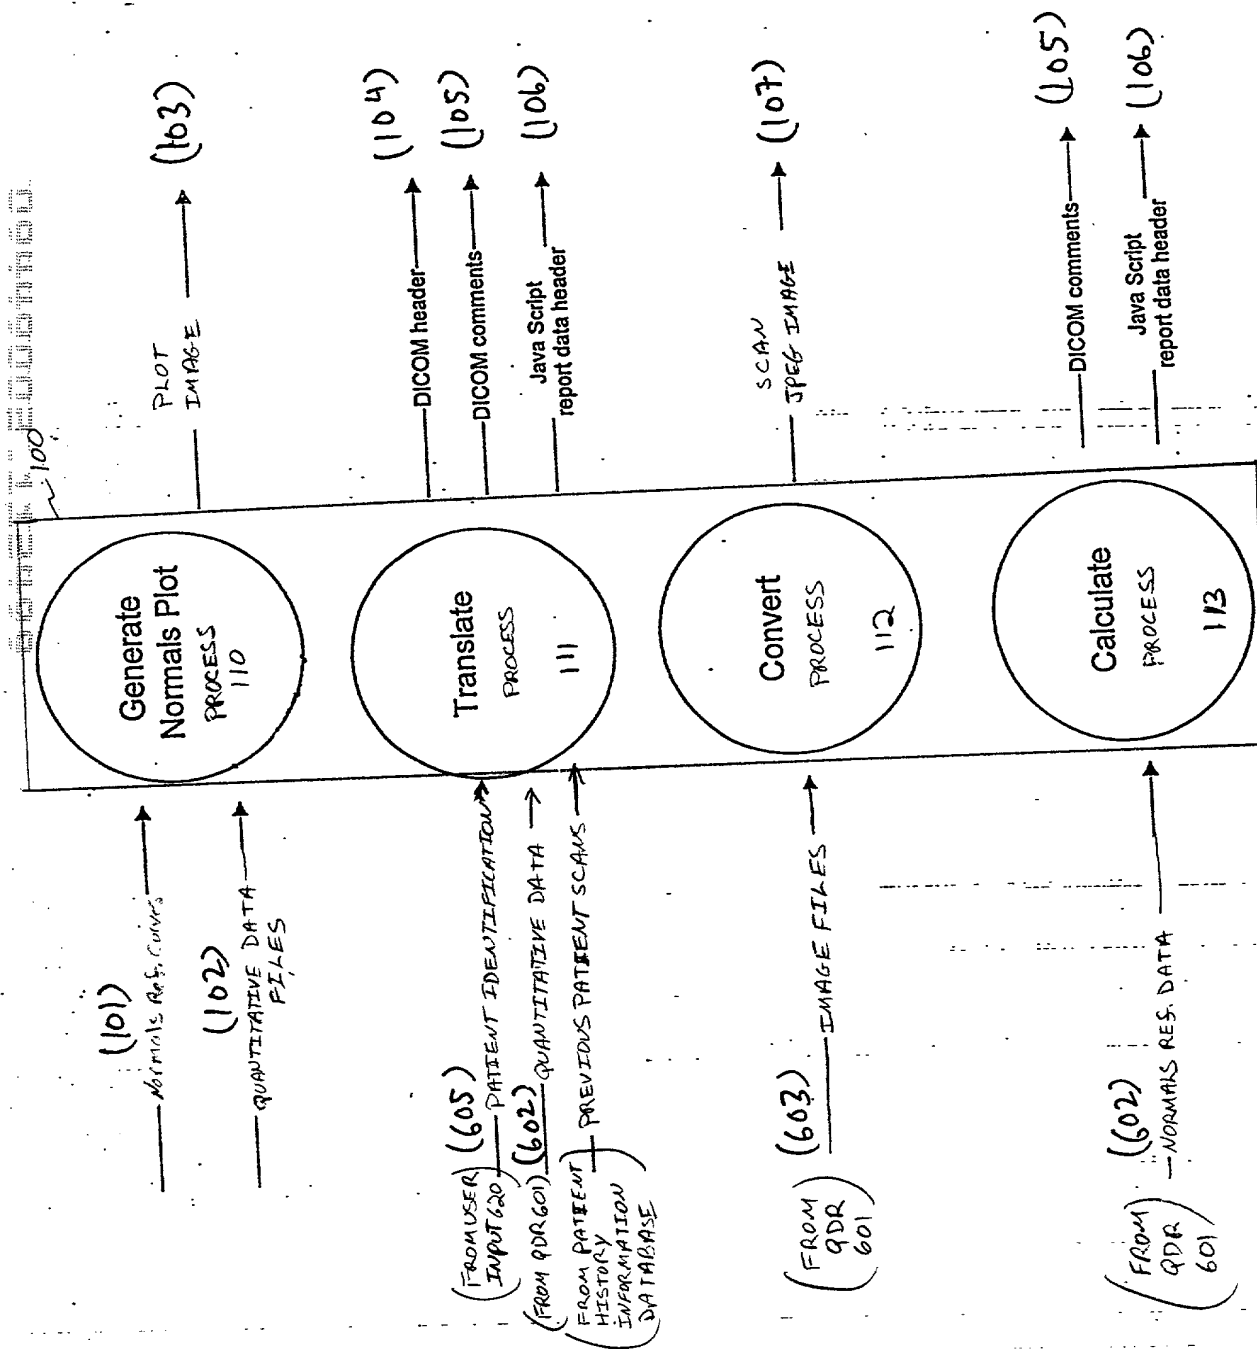 100
(101)
Normals Ref. Curves
(102)
QUANTITATIVE DATA
FILES
Generate
Normals Plot
PROCESS
110
PLOT
IMAGE
(103)
(FROM USER
INPUT 620)
(605)
PATIENT IDENTIFICATION
(FROM QDR 601)
(602)
QUANTITATIVE DATA
(FROM PATIENT
HISTORY
INFORMATION
DATABASE)
PREVIOUS PATIENT SCANS
Translate
PROCESS
111
DICOM header
(104)
DICOM comments
(105)
Java Script
report data header
(106)
(FROM
QDR
601)
(603)
IMAGE FILES
Convert
PROCESS
112
SCAN
JPEG IMAGE
(107)
(FROM
QDR
601)
(602)
NORMALS REF. DATA
Calculate
PROCESS
113
DICOM comments
(105)
Java Script
report data header
(106)